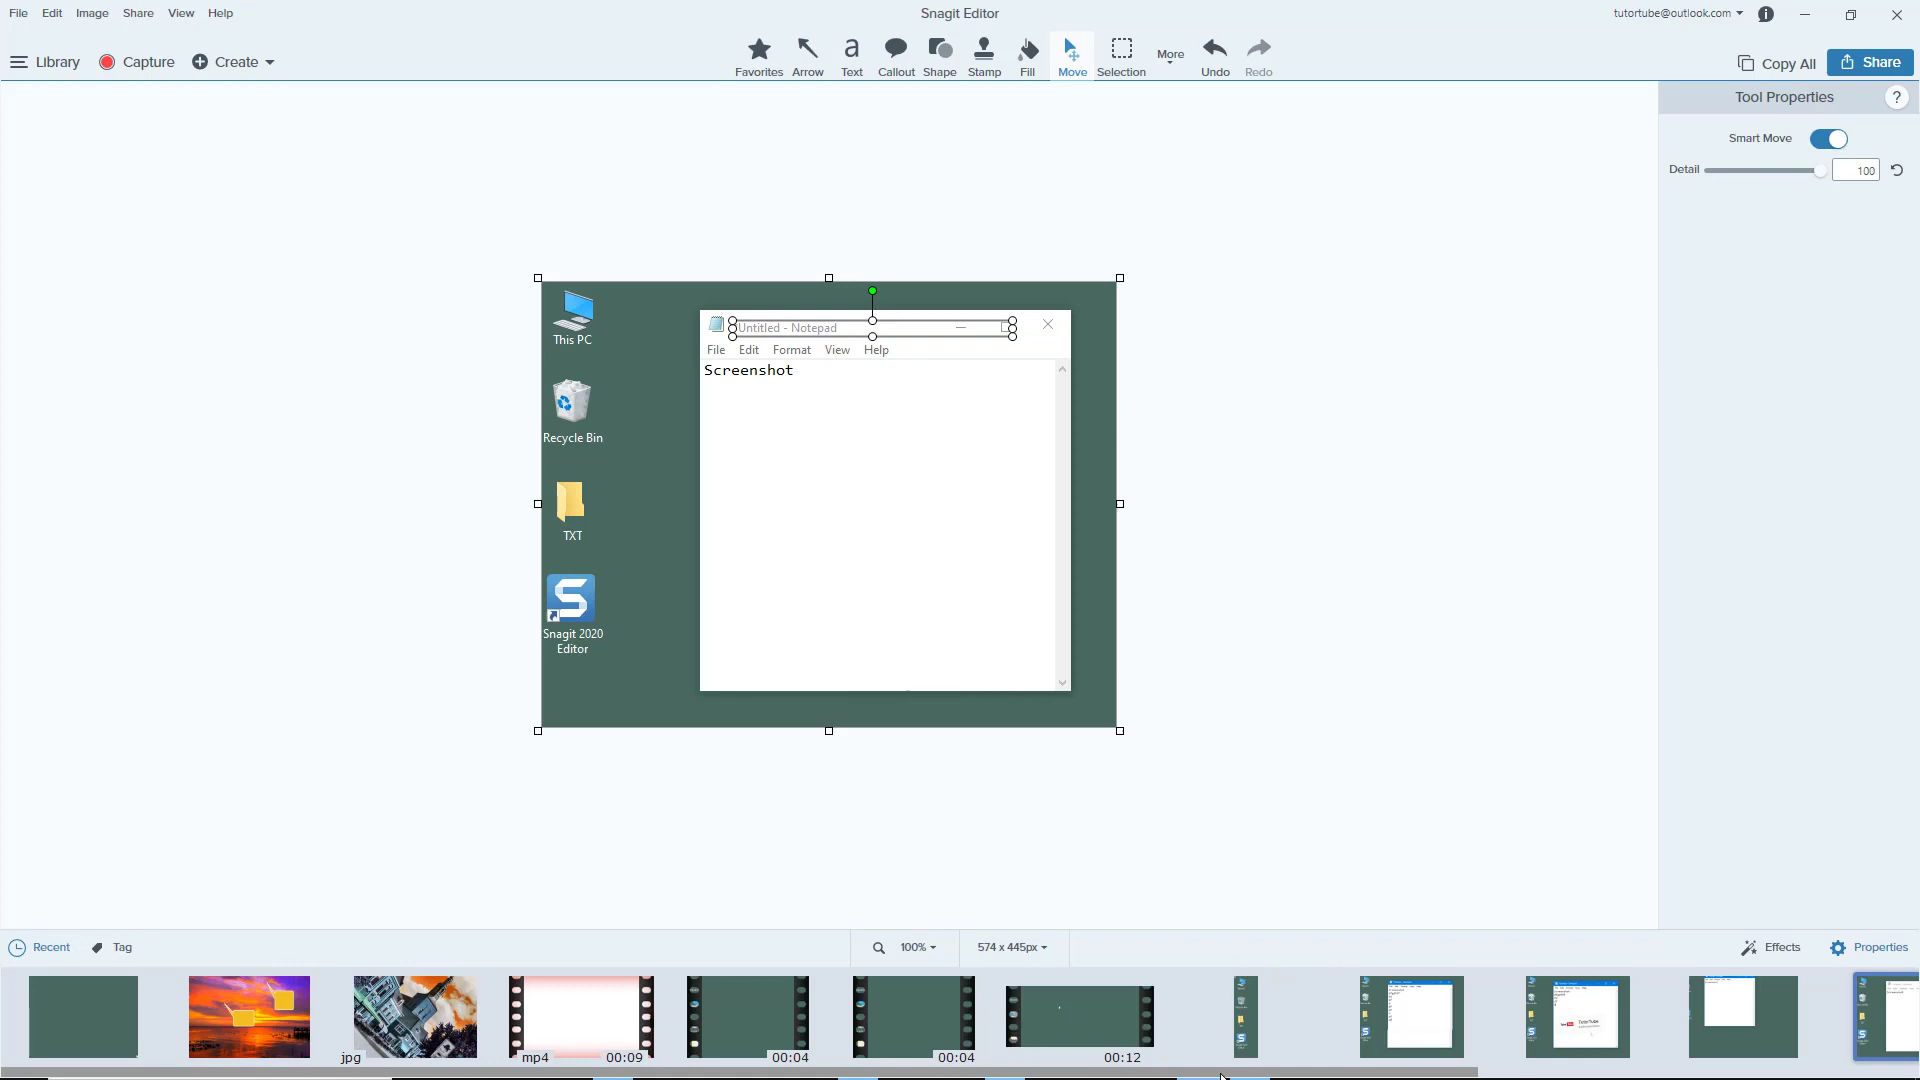 File Edit Image Share View Help
Snagit Editor
tutortube@outlook.com
Library Capture Create
Favorites Arrow Text Callout Shape Stamp Fill Move Selection More Undo Redo
Copy All Share
Tool Properties ?
Smart Move
Detail 100
This PC
Recycle Bin
TXT
Snagit 2020
Editor
Untitled - Notepad
File Edit Format View Help
Screenshot
Recent Tag
100% 574 x 445px
Effects Properties
jpg mp4 00:09 00:04 00:04 00:12